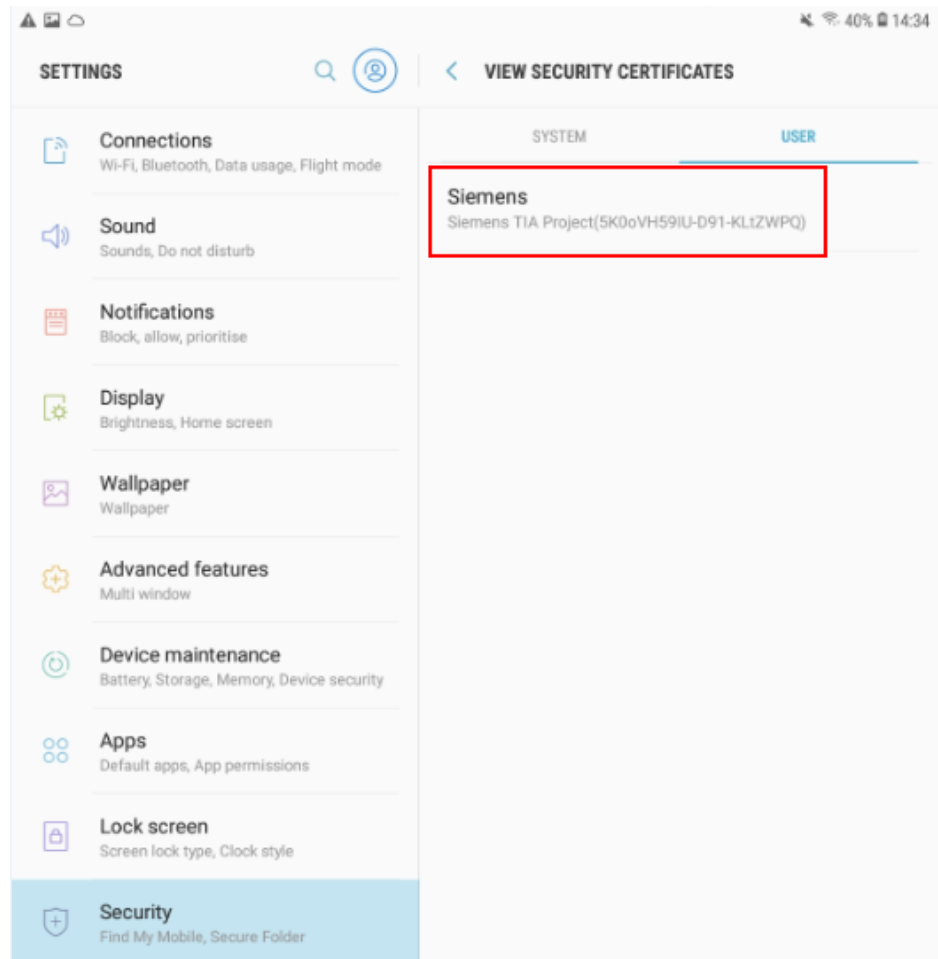 40% 14:34
SETTINGS
VIEW SECURITY CERTIFICATES
Connections
Wi-Fi, Bluetooth, Data usage, Flight mode
Sound
Sounds, Do not disturb
Notifications
Block, allow, prioritise
Display
Brightness, Home screen
Wallpaper
Wallpaper
Advanced features
Multi window
Device maintenance
Battery, Storage, Memory, Device security
Apps
Default apps, App permissions
Lock screen
Screen lock type, Clock style
Security
Find My Mobile, Secure Folder
SYSTEM USER
Siemens
Siemens TIA Project(5K0oVH59IU-D91-KLtZWPQ)